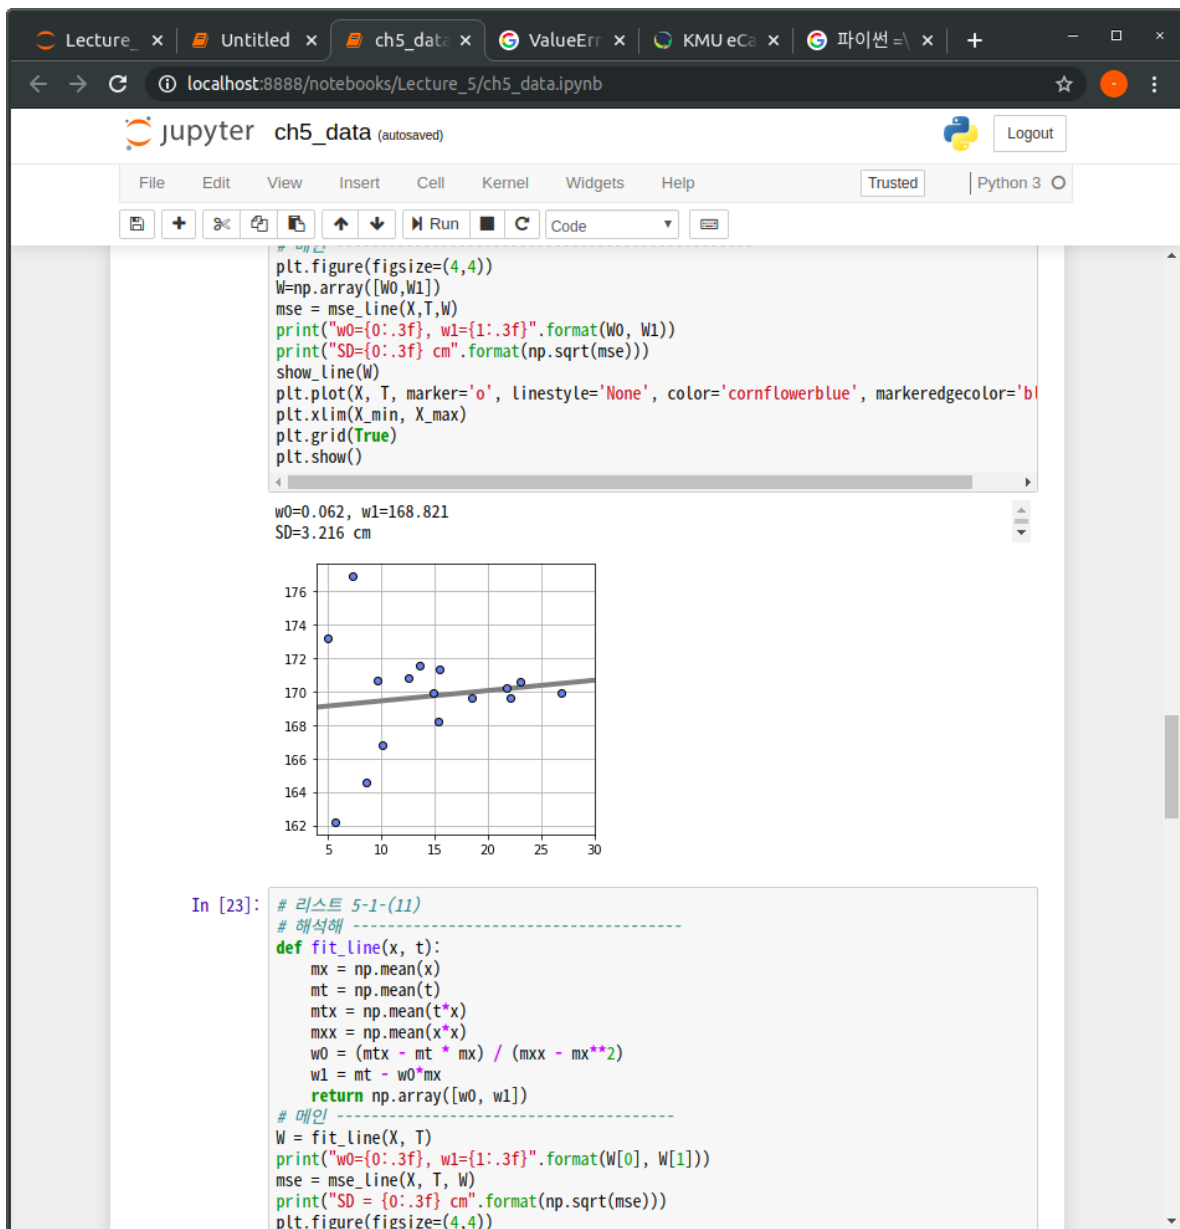 Lecture_
Untitled
ch5_data
ValueErr
KMU eCa
파이썬 =\
localhost:8888/notebooks/Lecture_5/ch5_data.ipynb
jupyter ch5_data (autosaved)
Logout
File Edit View Insert Cell Kernel Widgets Help
Trusted
Python 3
Run
Code
# 메인 ------------------------------------------------
plt.figure(figsize=(4,4))
W=np.array([W0,W1])
mse = mse_line(X,T,W)
print("w0={0:.3f}, w1={1:.3f}".format(W0, W1))
print("SD={0:.3f} cm".format(np.sqrt(mse)))
show_line(W)
plt.plot(X, T, marker='o', linestyle='None', color='cornflowerblue', markeredgecolor='bl
plt.xlim(X_min, X_max)
plt.grid(True)
plt.show()
w0=0.062, w1=168.821
SD=3.216 cm
176
174
172
170
168
166
164
162
5 10 15 20 25 30
In [23]:
# 리스트 5-1-(11)
# 해석해 --------------------------------------
def fit_line(x, t):
    mx = np.mean(x)
    mt = np.mean(t)
    mtx = np.mean(t*x)
    mxx = np.mean(x*x)
    w0 = (mtx - mt * mx) / (mxx - mx**2)
    w1 = mt - w0*mx
    return np.array([w0, w1])
# 메인 ---------------------------------------
W = fit_line(X, T)
print("w0={0:.3f}, w1={1:.3f}".format(W[0], W[1]))
mse = mse_line(X, T, W)
print("SD = {0:.3f} cm".format(np.sqrt(mse)))
plt.figure(figsize=(4,4))